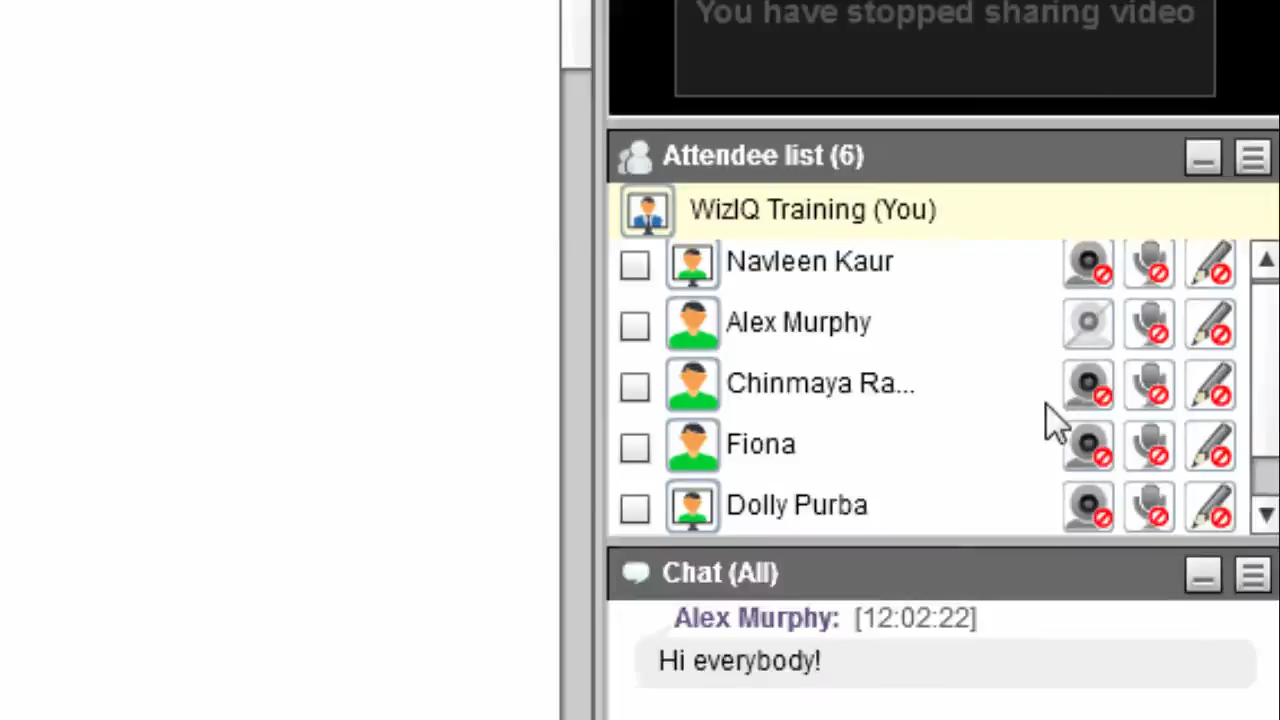 You have stopped sharing video
Attendee list (6)
WizIQ Training (You)
Navleen Kaur
Alex Murphy
Chinmaya Ra...
Fiona
Dolly Purba
Chat (All)
Alex Murphy: [12:02:22]
Hi everybody!